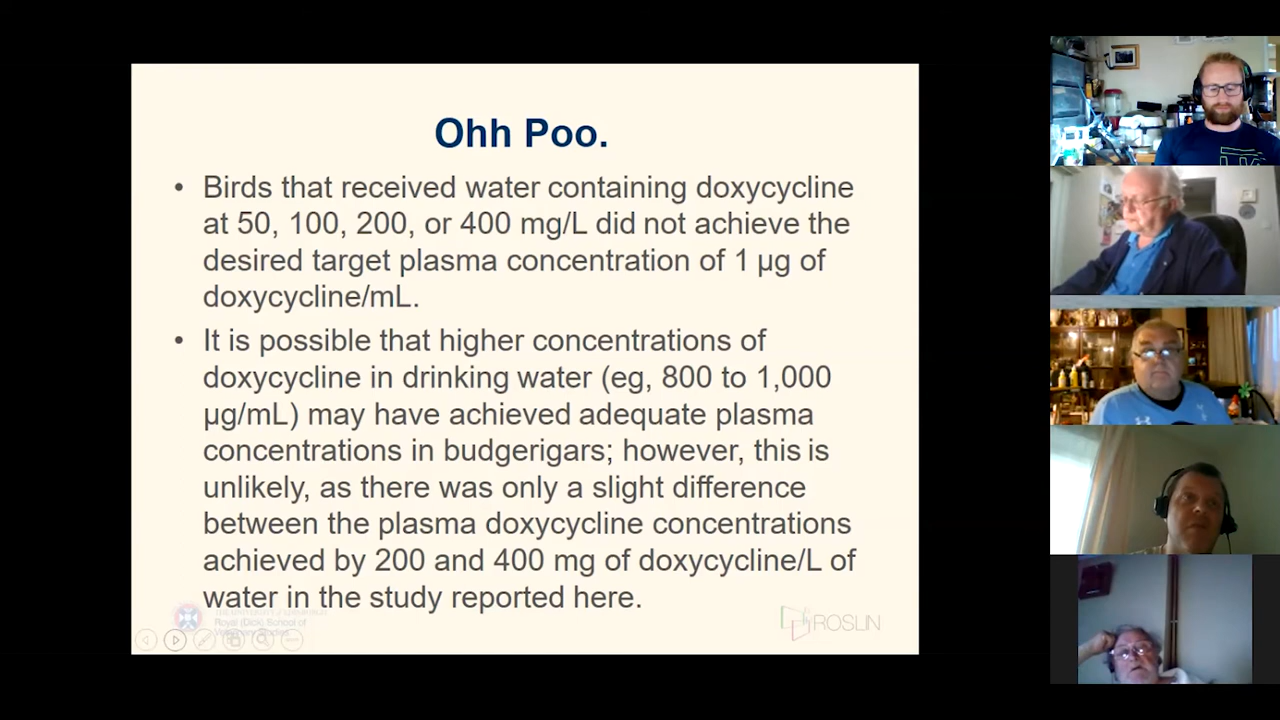 Ohh Poo.
• Birds that received water containing doxycycline
at 50, 100, 200, or 400 mg/L did not achieve the
desired target plasma concentration of 1 µg of
doxycycline/mL.
• It is possible that higher concentrations of
doxycycline in drinking water (eg, 800 to 1,000
µg/mL) may have achieved adequate plasma
concentrations in budgerigars; however, this is
unlikely, as there was only a slight difference
between the plasma doxycycline concentrations
achieved by 200 and 400 mg of doxycycline/L of
water in the study reported here.
Royal (Dick) School of
ROSLIN